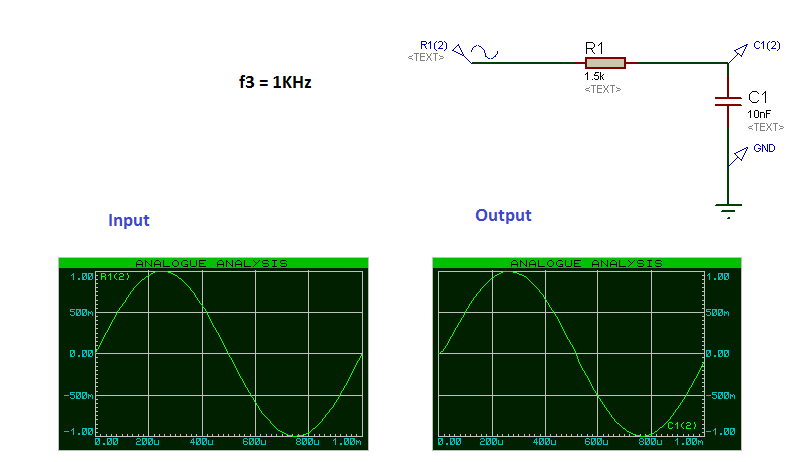 R1(2)
<TEXT>
R1
1.5k
<TEXT>
C1(2)
f3 = 1KHz
C1
10nF
<TEXT>
GND
Input
Output
ANALOGUE ANALYSIS
R1(2)
1.00
500m
0.00
-500m
-1.00
0.00 200u 400u 600u 800u 1.00m
ANALOGUE ANALYSIS
1.00
500m
0.00
-500m
C1(2)
-1.00
0.00 200u 400u 600u 800u 1.00m